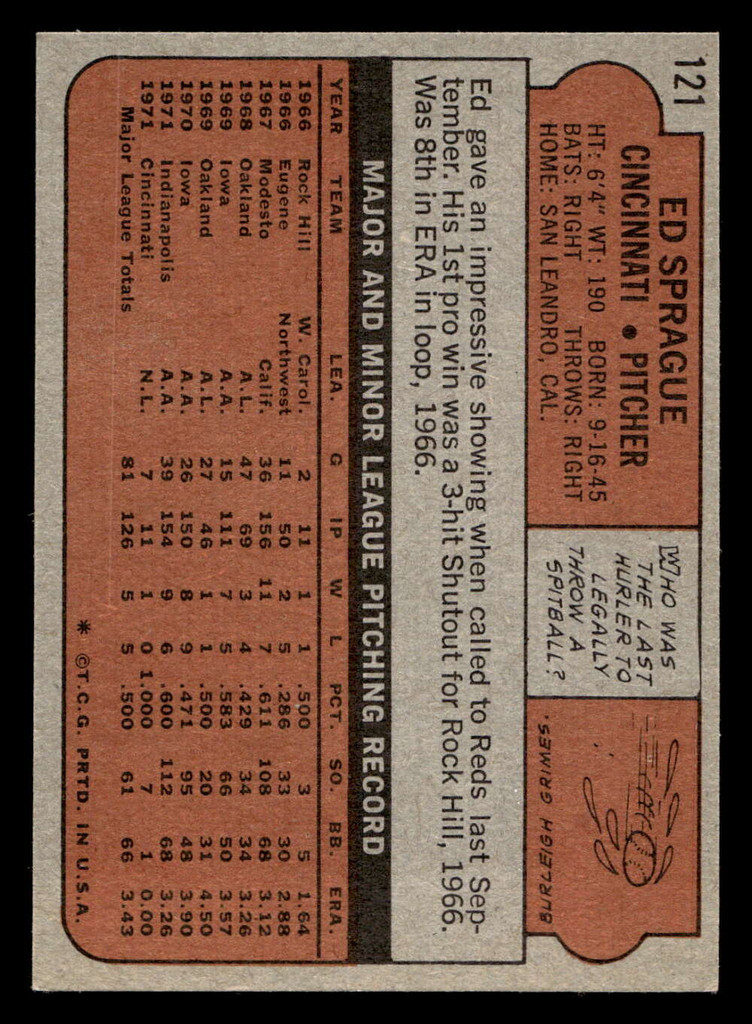 121
ED SPRAGUE
CINCINNATI • PITCHER
HT: 6'4" WT: 190 BORN: 9-16-45
BATS: RIGHT THROWS: RIGHT
HOME: SAN LEANDRO, CAL.
WHO WAS
THE LAST
HURLER TO
LEGALLY
THROW A
SPITBALL?
BURLEIGH GRIMES.
Ed gave an impressive showing when called to Reds last Sep-
tember. His 1st pro win was a 3-hit Shutout for Rock Hill, 1966.
Was 8th in ERA in loop, 1966.
MAJOR AND MINOR LEAGUE PITCHING RECORD
YEAR TEAM LEA. G IP W L PCT. SO. BB. ERA.
1966 Rock Hill W. Carol. 2 11 1 1 .500 3 5 1.64
1966 Eugene Northwest 11 50 2 5 .286 33 30 2.88
1967 Modesto Calif. 36 156 11 7 .611 108 68 3.12
1968 Oakland A.L. 47 69 3 4 .429 34 34 3.26
1969 Iowa A.A. 15 111 7 5 .583 66 50 3.57
1969 Oakland A.L. 27 46 1 1 .500 20 31 4.50
1970 Iowa A.A. 26 150 8 9 .471 95 48 3.90
1971 Indianapolis A.A. 39 154 9 6 .600 112 68 3.26
1971 Cincinnati N.L. 7 11 1 0 1.000 7 1 0.00
Major League Totals 81 126 5 5 .500 61 66 3.43
* ©T.C.G. PRTD. IN U.S.A.